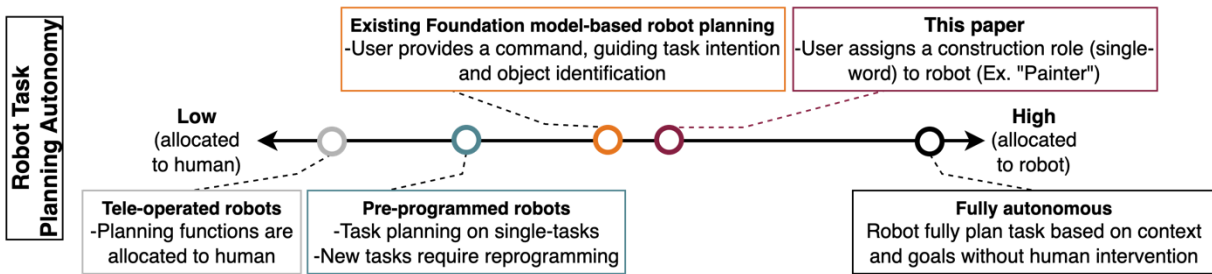 Robot Task
Planning Autonomy
Existing Foundation model-based robot planning
-User provides a command, guiding task intention
and object identification
This paper
-User assigns a construction role (single-
word) to robot (Ex. "Painter")
Low
(allocated
to human)
High
(allocated
to robot)
Tele-operated robots
-Planning functions are
allocated to human
Pre-programmed robots
-Task planning on single-tasks
-New tasks require reprogramming
Fully autonomous
Robot fully plan task based on context
and goals without human intervention